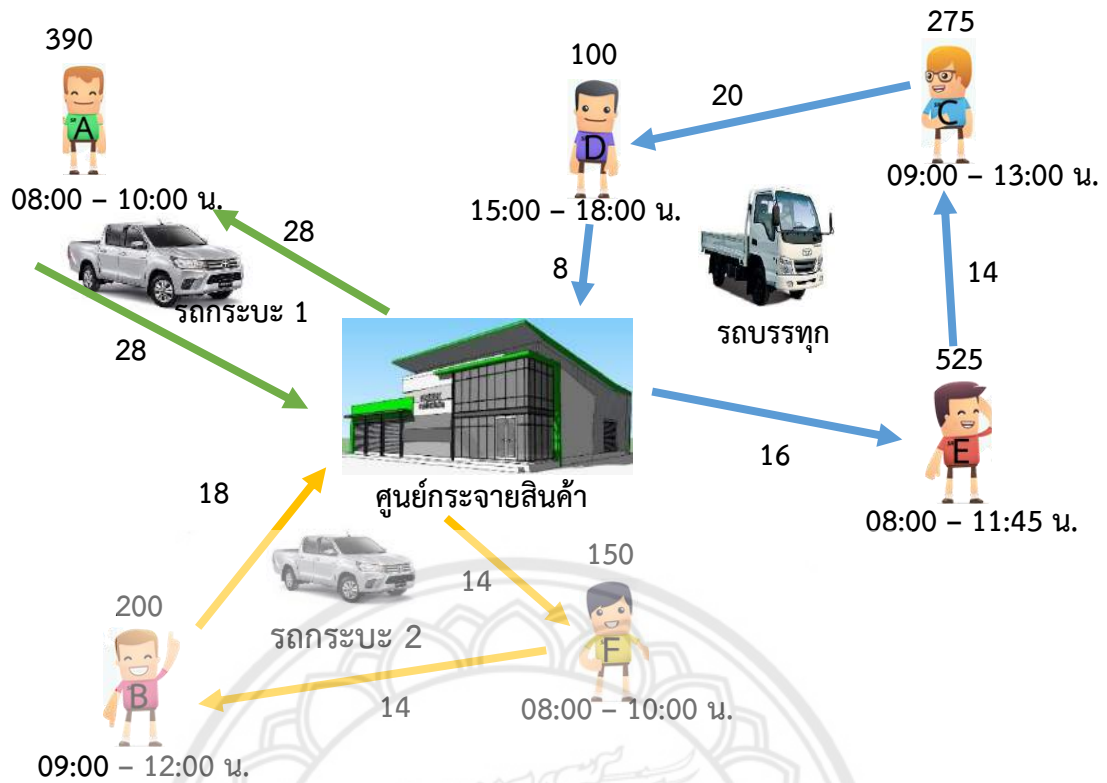 390
A
08:00 – 10:00 น.
100
D
15:00 – 18:00 น.
275
C
09:00 – 13:00 น.
20
28
รถกระบะ 1
28
8
รถบรรทุก
14
525
E
08:00 – 11:45 น.
16
ศูนย์กระจายสินค้า
18
14
150
F
08:00 – 10:00 น.
รถกระบะ 2
200
B
14
09:00 – 12:00 น.